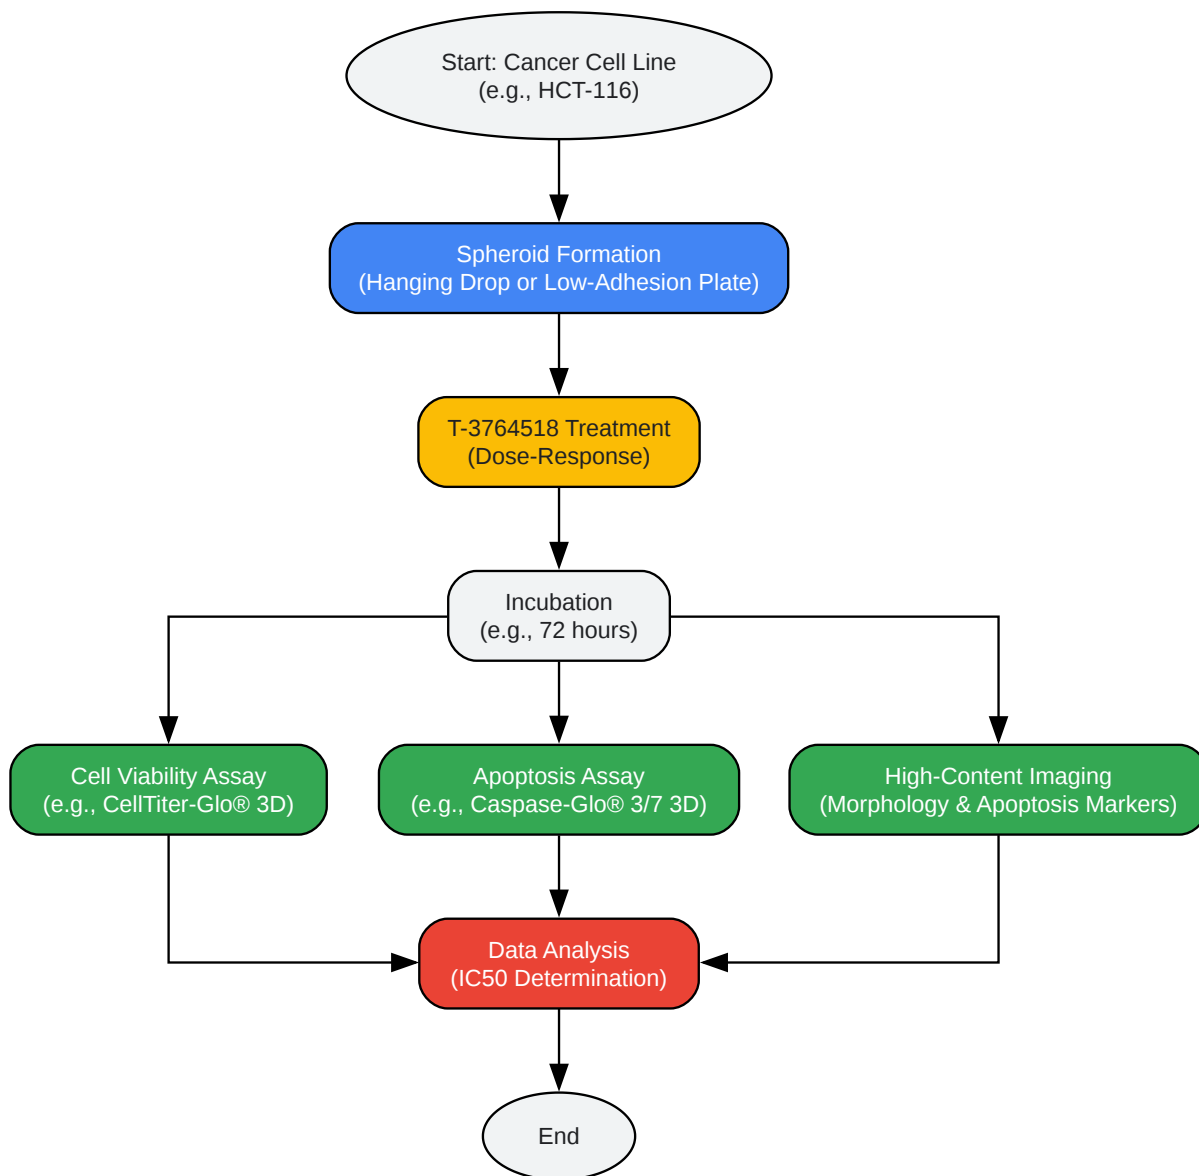 Start: Cancer Cell Line
(e.g., HCT-116)
Spheroid Formation
(Hanging Drop or Low-Adhesion Plate)
T-3764518 Treatment
(Dose-Response)
Incubation
(e.g., 72 hours)
Cell Viability Assay
(e.g., CellTiter-Glo® 3D)
Apoptosis Assay
(e.g., Caspase-Glo® 3/7 3D)
High-Content Imaging
(Morphology & Apoptosis Markers)
Data Analysis
(IC50 Determination)
End